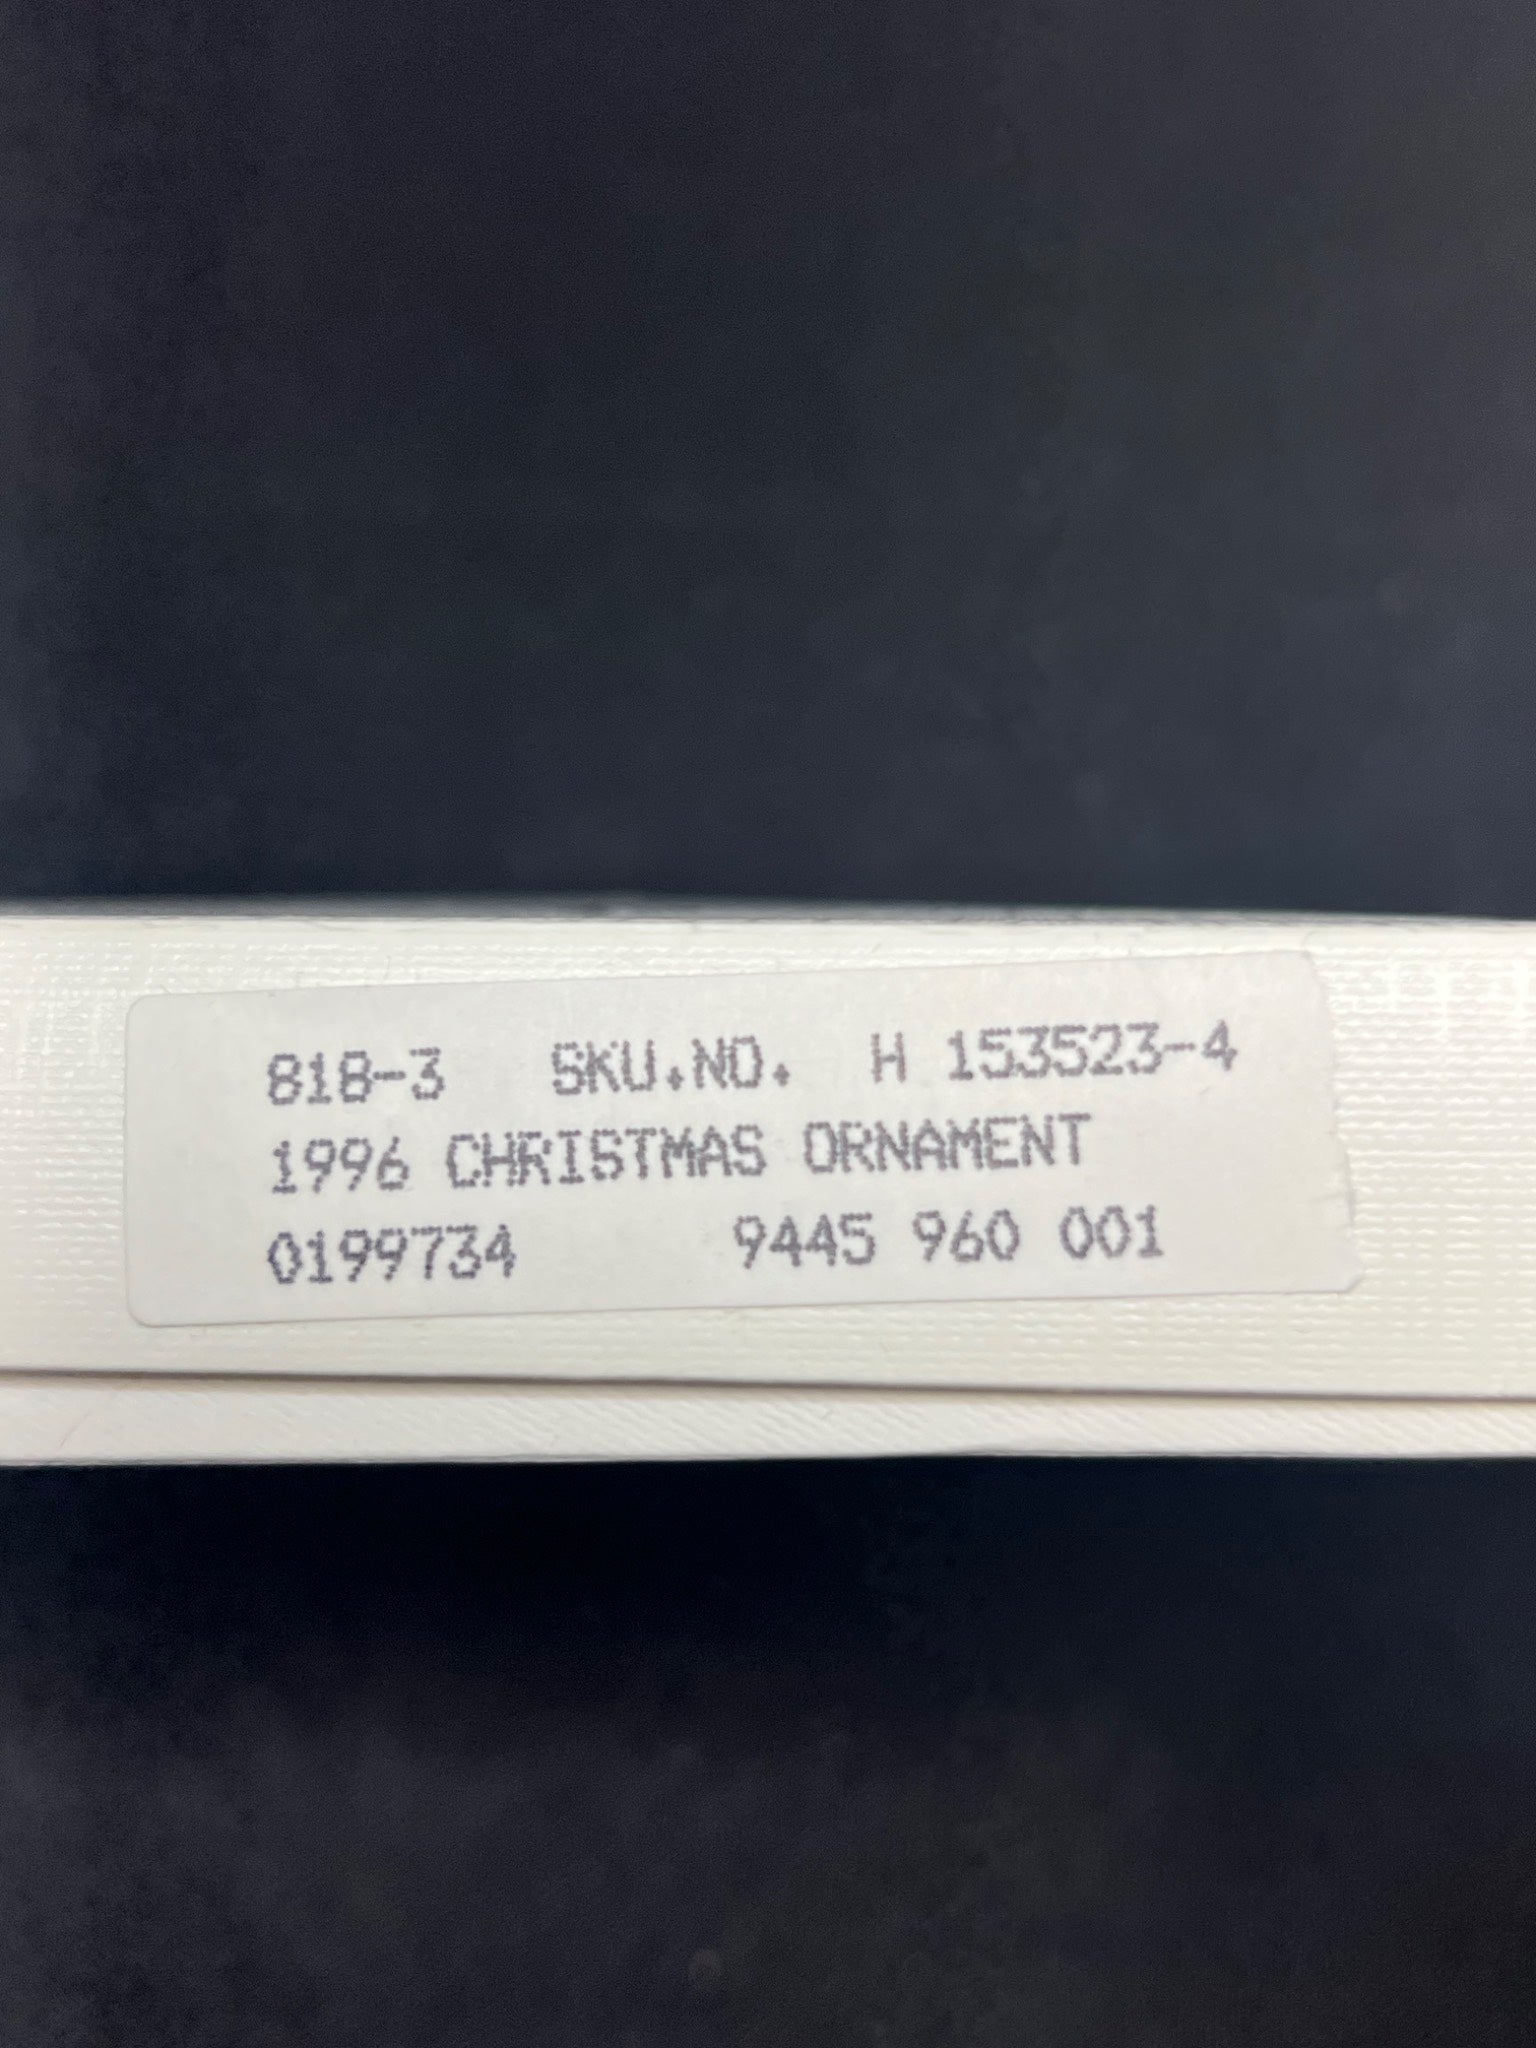 818-3 SKU.NO. H 153523-4
1996 CHRISTMAS ORNAMENT
0199734 9445 960 001